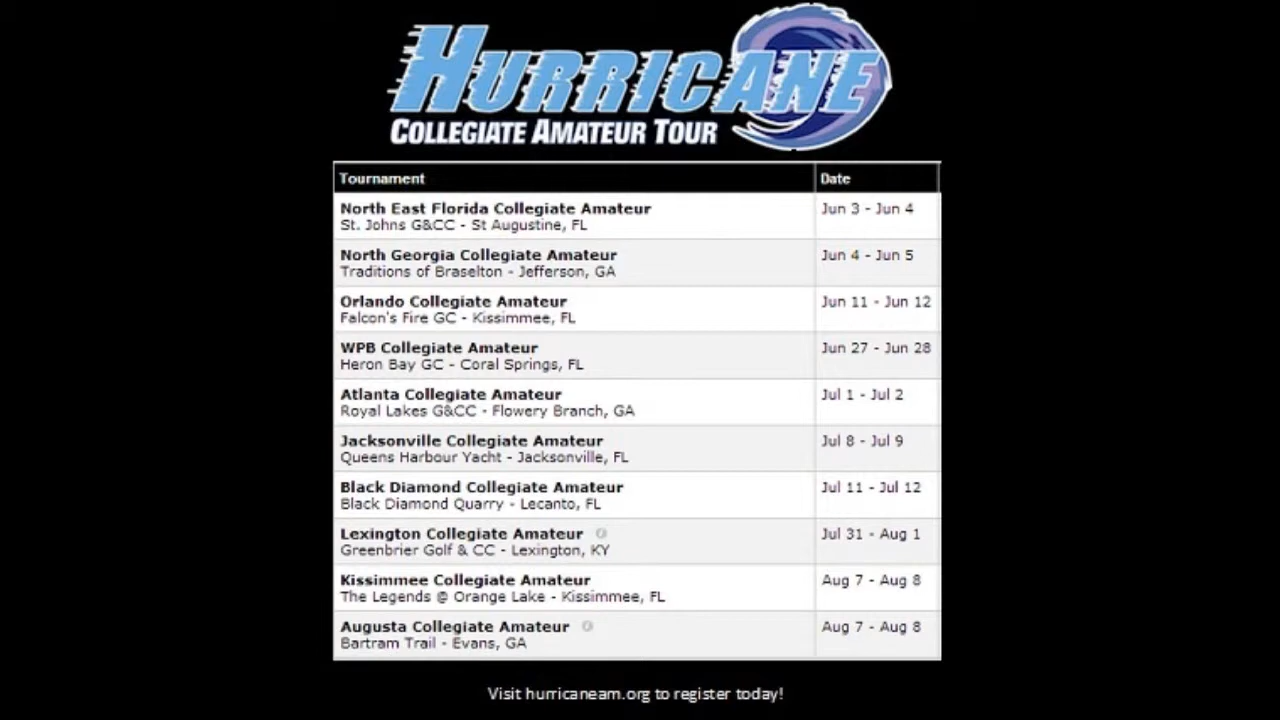 HURRICANE
COLLEGIATE AMATEUR TOUR
Tournament Date
North East Florida Collegiate Amateur Jun 3 - Jun 4
St. Johns G&CC - St Augustine, FL
North Georgia Collegiate Amateur Jun 4 - Jun 5
Traditions of Braselton - Jefferson, GA
Orlando Collegiate Amateur Jun 11 - Jun 12
Falcon's Fire GC - Kissimmee, FL
WPB Collegiate Amateur Jun 27 - Jun 28
Heron Bay GC - Coral Springs, FL
Atlanta Collegiate Amateur Jul 1 - Jul 2
Royal Lakes G&CC - Flowery Branch, GA
Jacksonville Collegiate Amateur Jul 8 - Jul 9
Queens Harbour Yacht - Jacksonville, FL
Black Diamond Collegiate Amateur Jul 11 - Jul 12
Black Diamond Quarry - Lecanto, FL
Lexington Collegiate Amateur Jul 31 - Aug 1
Greenbrier Golf & CC - Lexington, KY
Kissimmee Collegiate Amateur Aug 7 - Aug 8
The Legends @ Orange Lake - Kissimmee, FL
Augusta Collegiate Amateur Aug 7 - Aug 8
Bartram Trail - Evans, GA
Visit hurricaneam.org to register today!